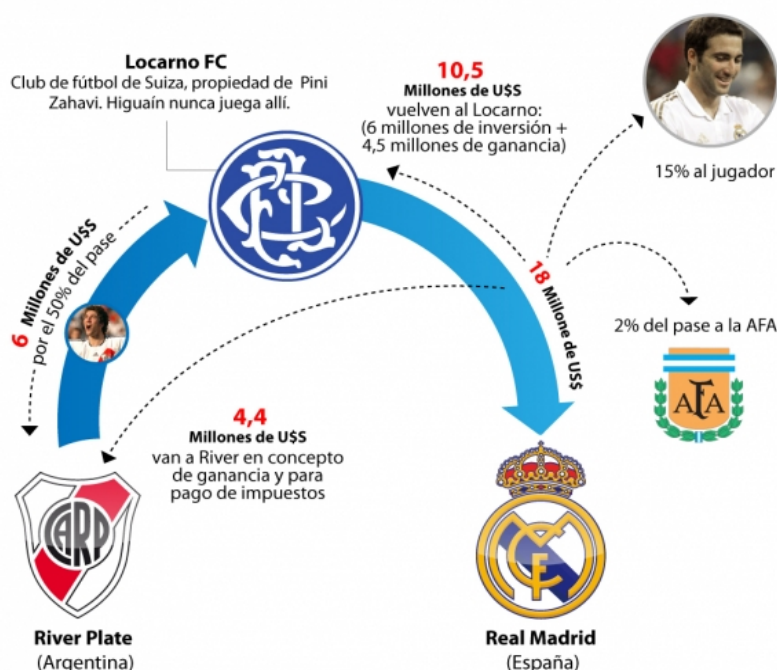 Locarno FC
Club de fútbol de Suiza, propiedad de Pini
Zahavi. Higuaín nunca juega allí.
10,5
Millones de U$S
vuelven al Locarno:
(6 millones de inversión +
4,5 millones de ganancia)
15% al jugador
6 Millones de U$S
por el 50% del pase
18 Millone de US$
2% del pase a la AFA
AFA
4,4
Millones de U$S
van a River en concepto
de ganancia y para
pago de impuestos
CARP
River Plate
(Argentina)
Real Madrid
(España)